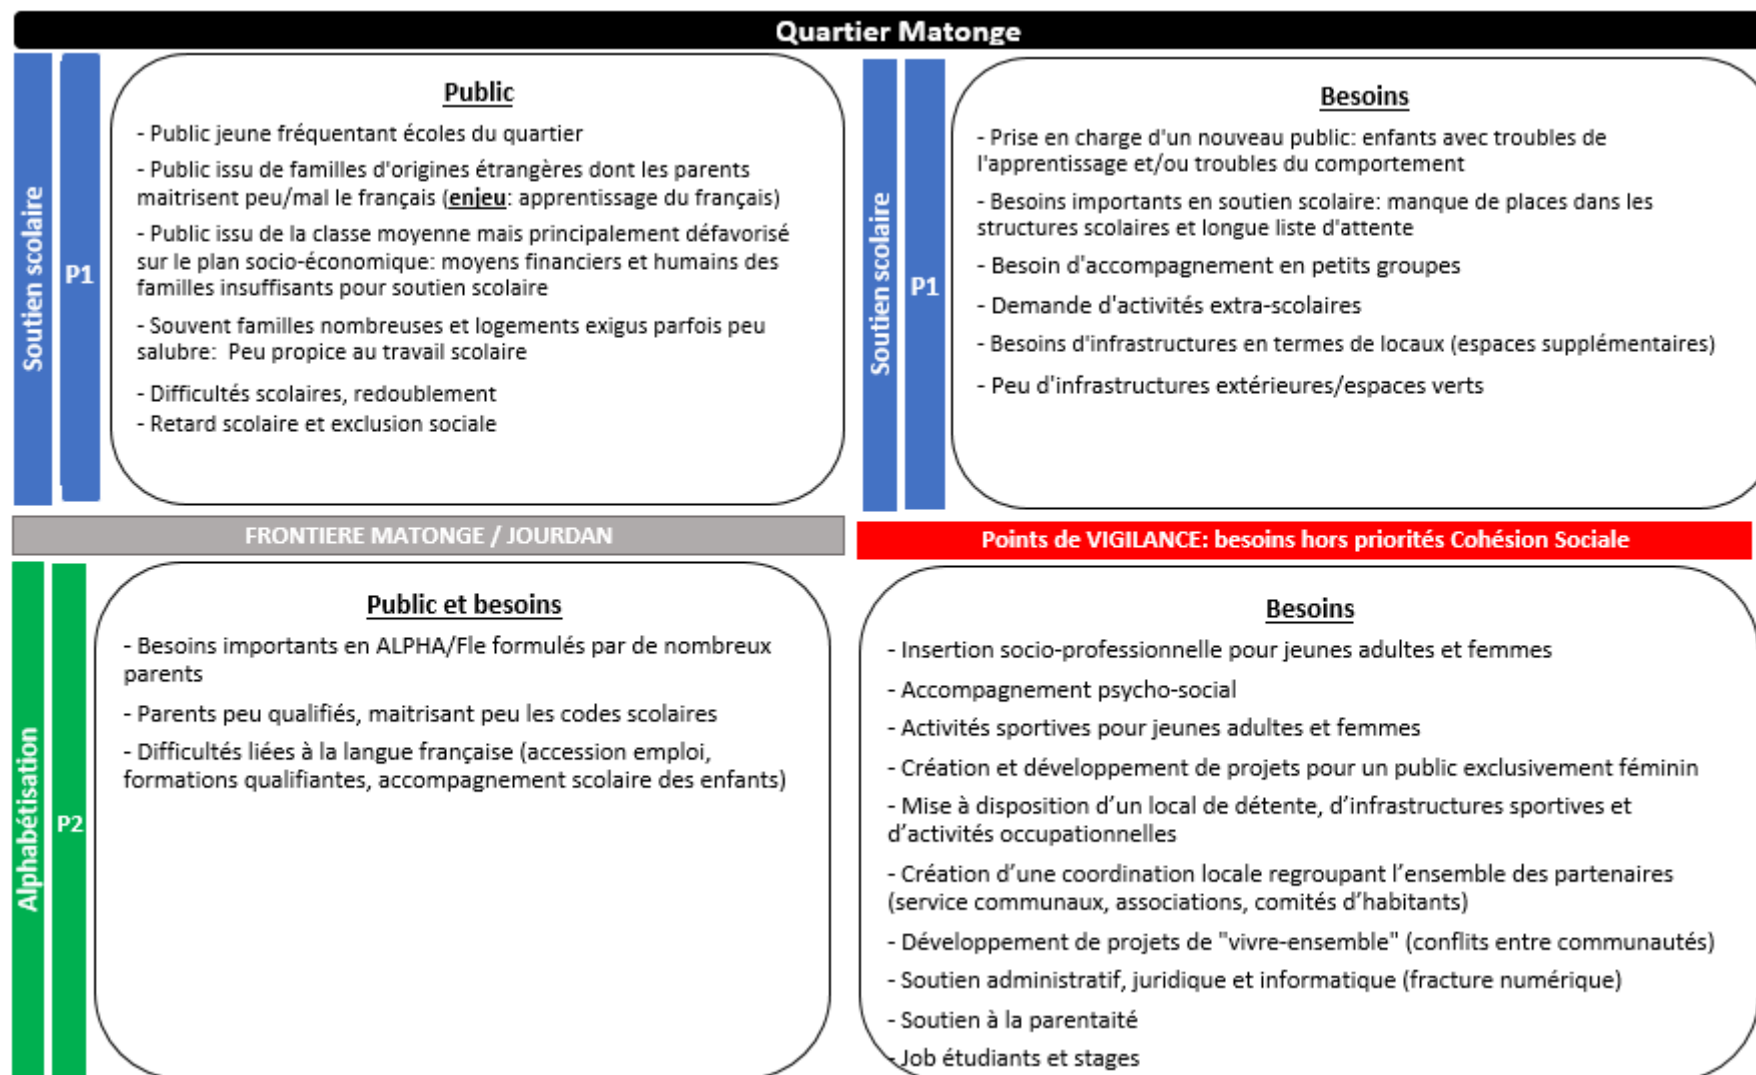 Quartier Matonge
Soutien scolaire
P1
Public
- Public jeune fréquentant écoles du quartier
- Public issu de familles d'origines étrangères dont les parents
maitrisent peu/mal le français (enjeu: apprentissage du français)
- Public issu de la classe moyenne mais principalement défavorisé
sur le plan socio-économique: moyens financiers et humains des
familles insuffisants pour soutien scolaire
- Souvent familles nombreuses et logements exigus parfois peu
salubre: Peu propice au travail scolaire
- Difficultés scolaires, redoublement
- Retard scolaire et exclusion sociale
Soutien scolaire
P1
Besoins
- Prise en charge d'un nouveau public: enfants avec troubles de
l'apprentissage et/ou troubles du comportement
- Besoins importants en soutien scolaire: manque de places dans les
structures scolaires et longue liste d'attente
- Besoin d'accompagnement en petits groupes
- Demande d'activités extra-scolaires
- Besoins d'infrastructures en termes de locaux (espaces supplémentaires)
- Peu d'infrastructures extérieures/espaces verts
FRONTIERE MATONGE / JOURDAN
Alphabétisation
P2
Public et besoins
- Besoins importants en ALPHA/Fle formulés par de nombreux
parents
- Parents peu qualifiés, maitrisant peu les codes scolaires
- Difficultés liées à la langue française (accession emploi,
formations qualifiantes, accompagnement scolaire des enfants)
Points de VIGILANCE: besoins hors priorités Cohésion Sociale
Besoins
- Insertion socio-professionnelle pour jeunes adultes et femmes
- Accompagnement psycho-social
- Activités sportives pour jeunes adultes et femmes
- Création et développement de projets pour un public exclusivement féminin
- Mise à disposition d’un local de détente, d’infrastructures sportives et
d’activités occupationnelles
- Création d’une coordination locale regroupant l’ensemble des partenaires
(service communaux, associations, comités d’habitants)
- Développement de projets de "vivre-ensemble" (conflits entre communautés)
- Soutien administratif, juridique et informatique (fracture numérique)
- Soutien à la parentaité
- Job étudiants et stages